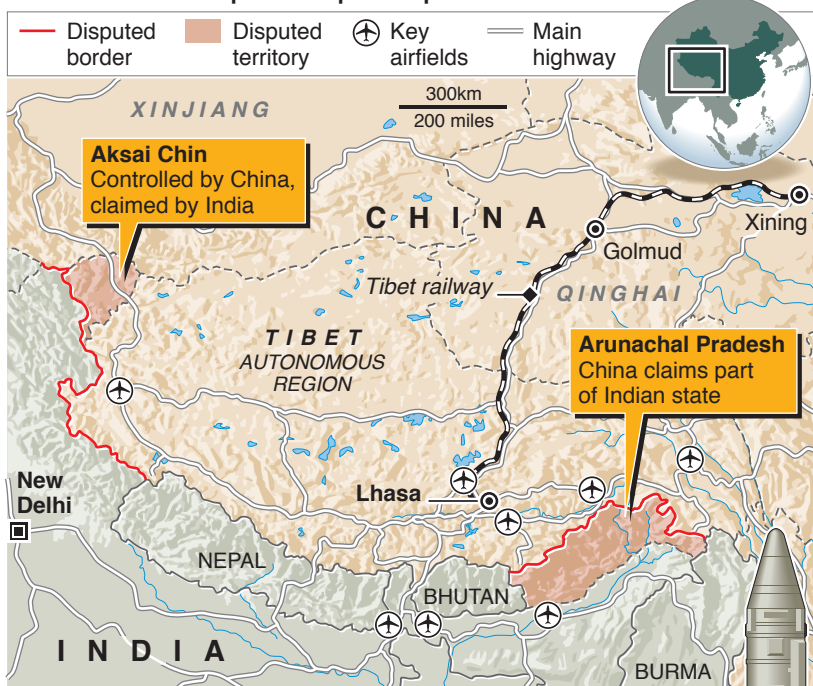 Disputed
border
Disputed
territory
Key
airfields
Main
highway
XINJIANG
300km
200 miles
Aksai Chin
Controlled by China,
claimed by India
CHINA
Xining
Golmud
Tibet railway
QINGHAI
TIBET
AUTONOMOUS
REGION
Arunachal Pradesh
China claims part
of Indian state
New
Delhi
Lhasa
NEPAL
BHUTAN
INDIA
BURMA